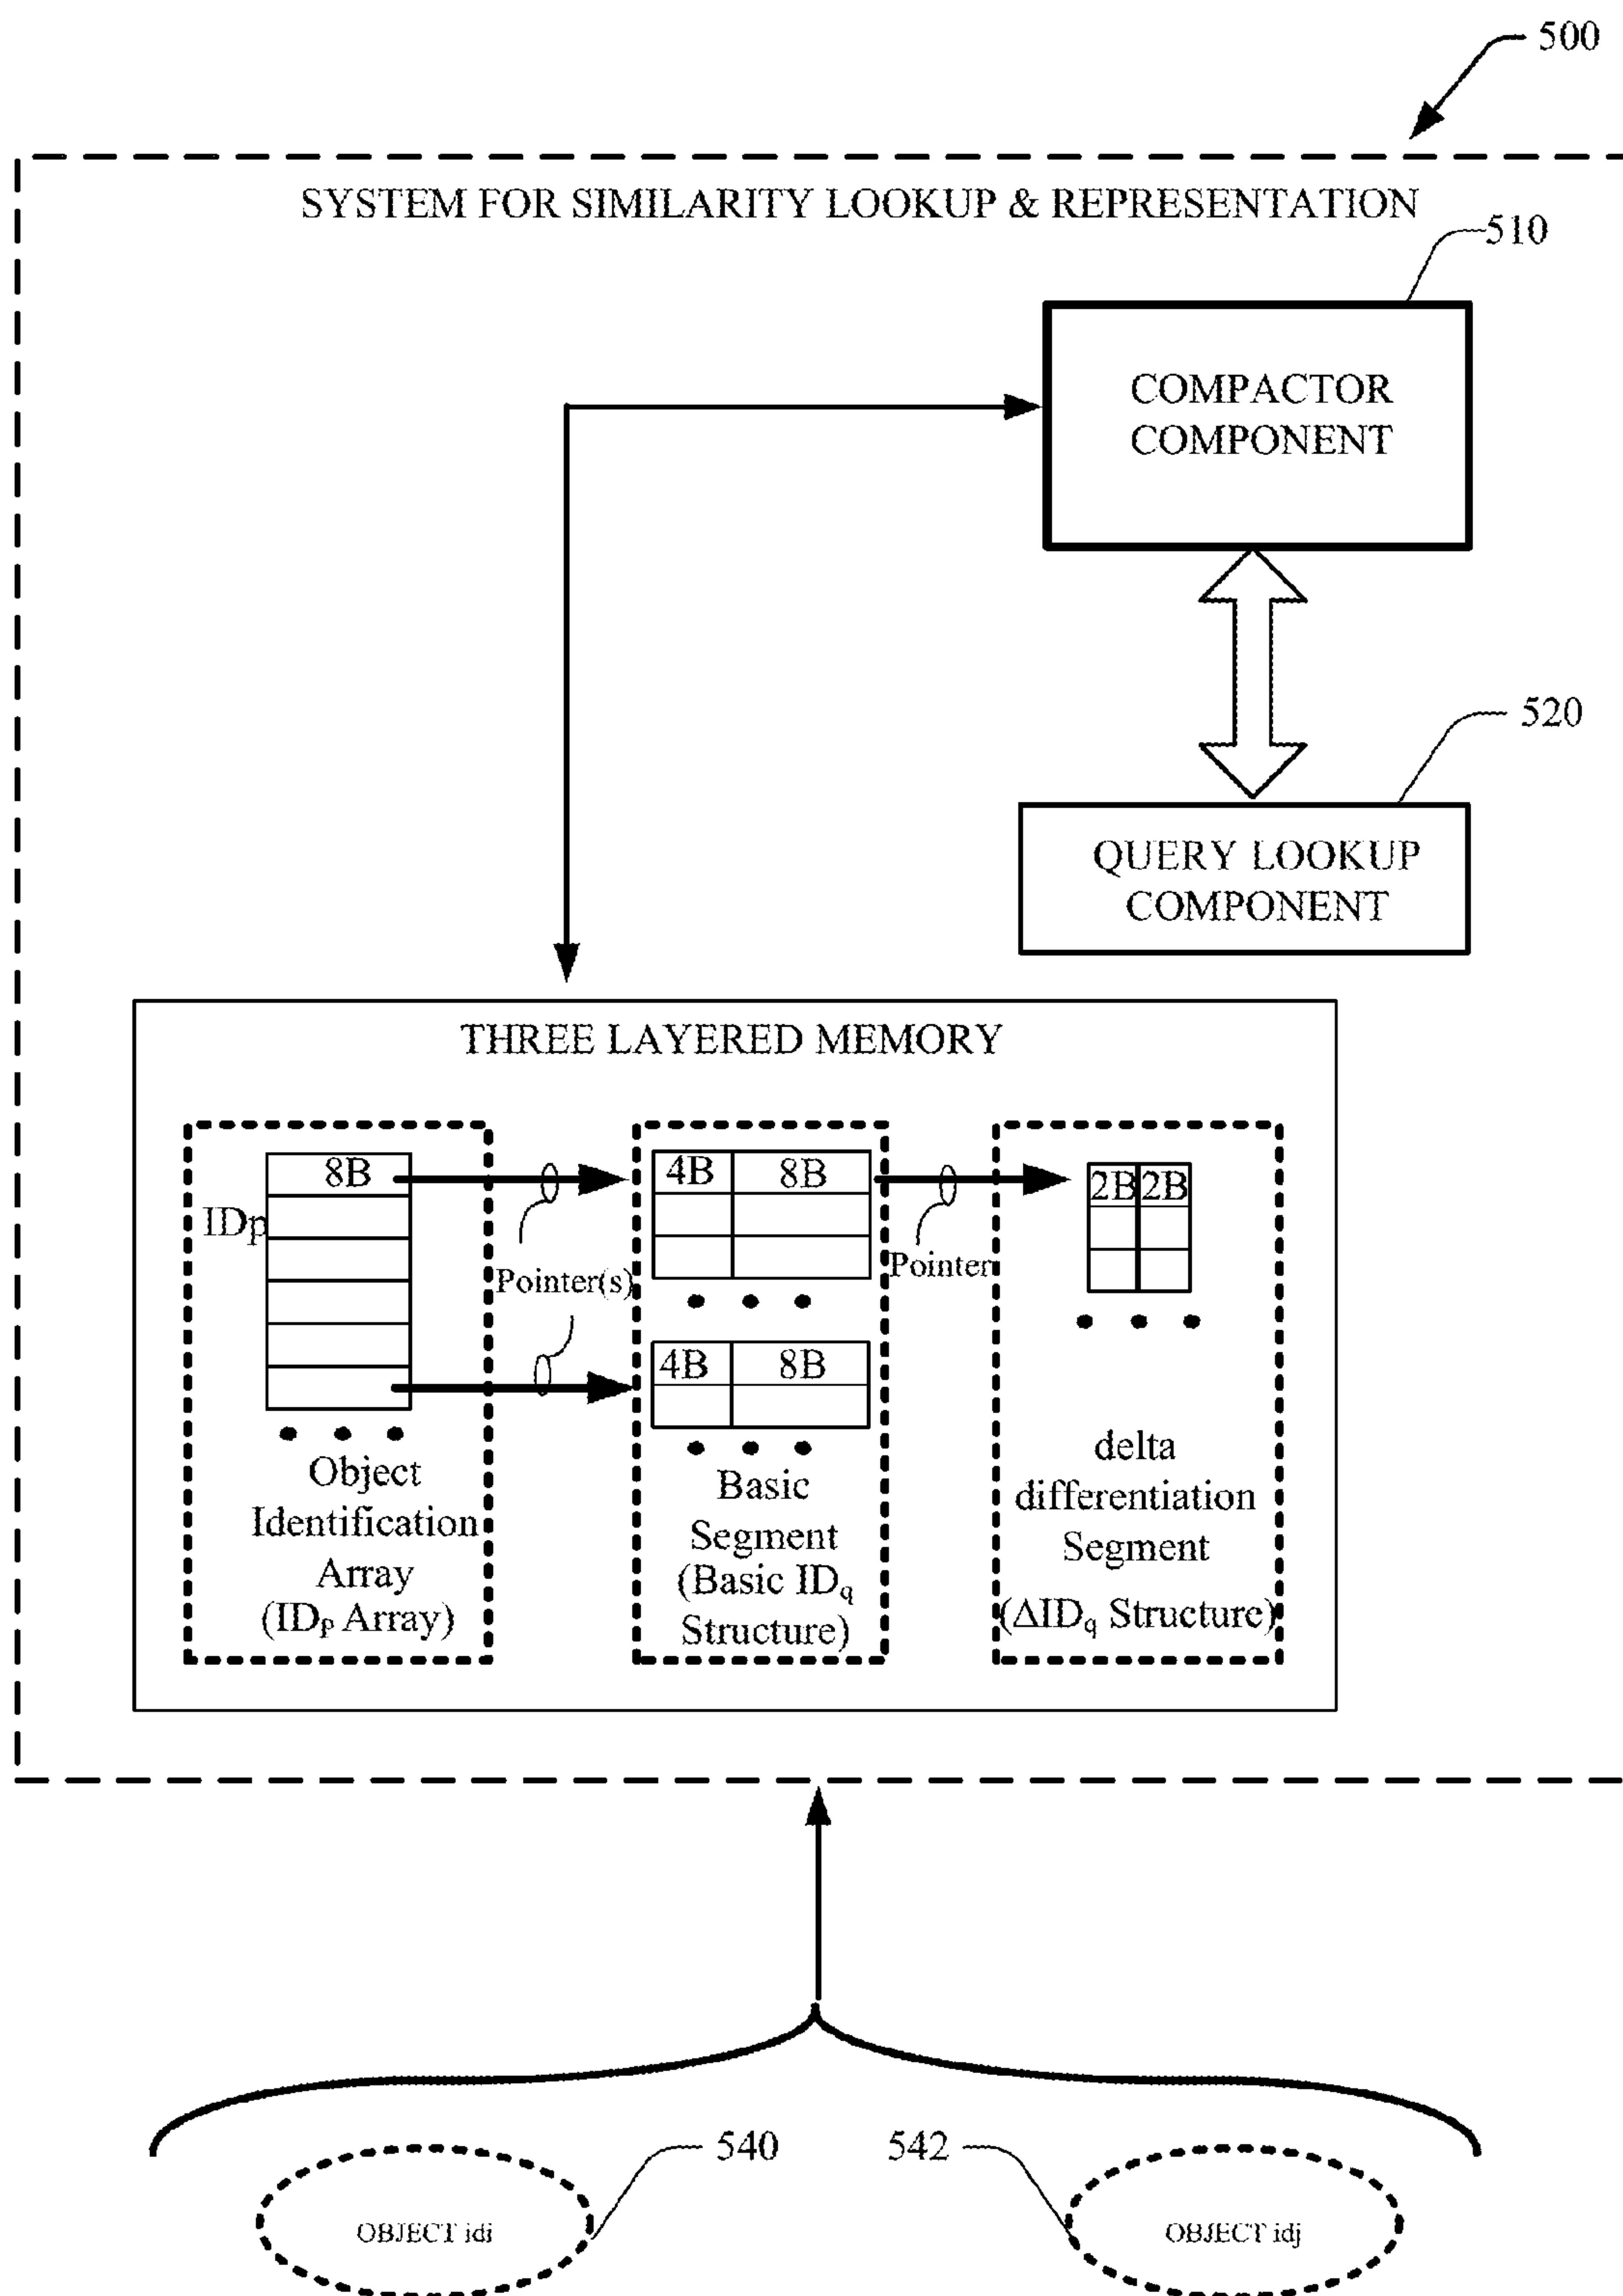 500
SYSTEM FOR SIMILARITY LOOKUP & REPRESENTATION
510
COMPACTOR
COMPONENT
520
QUERY LOOKUP
COMPONENT
THREE LAYERED MEMORY
8B
IDp
Pointer(s)
4B 8B
4B 8B
Pointer
2B 2B
Object
Identification
Array
(IDP Array)
Basic
Segment
(Basic IDq
Structure)
delta
differentiation
Segment
(ΔIDq Structure)
540
542
OBJECT idi
OBJECT idj